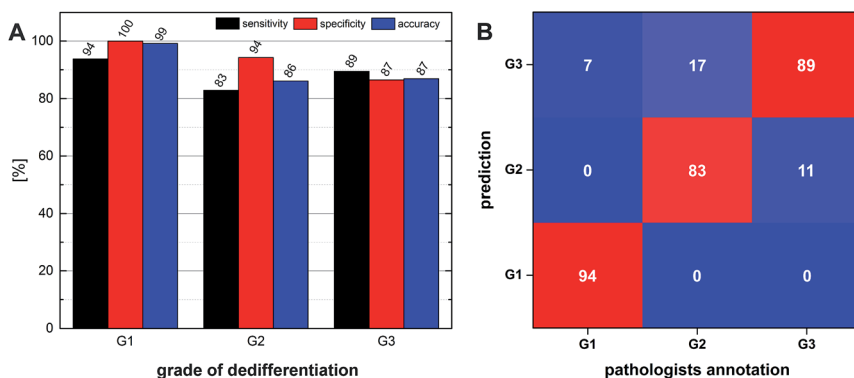 A
sensitivity specificity accuracy
100
80
60
40
20
0
[%]
94 100 99
83 94 86
89 87 87
G1 G2 G3
grade of dedifferentiation
B
prediction
G3 7 17 89
G2 0 83 11
G1 94 0 0
G1 G2 G3
pathologists annotation